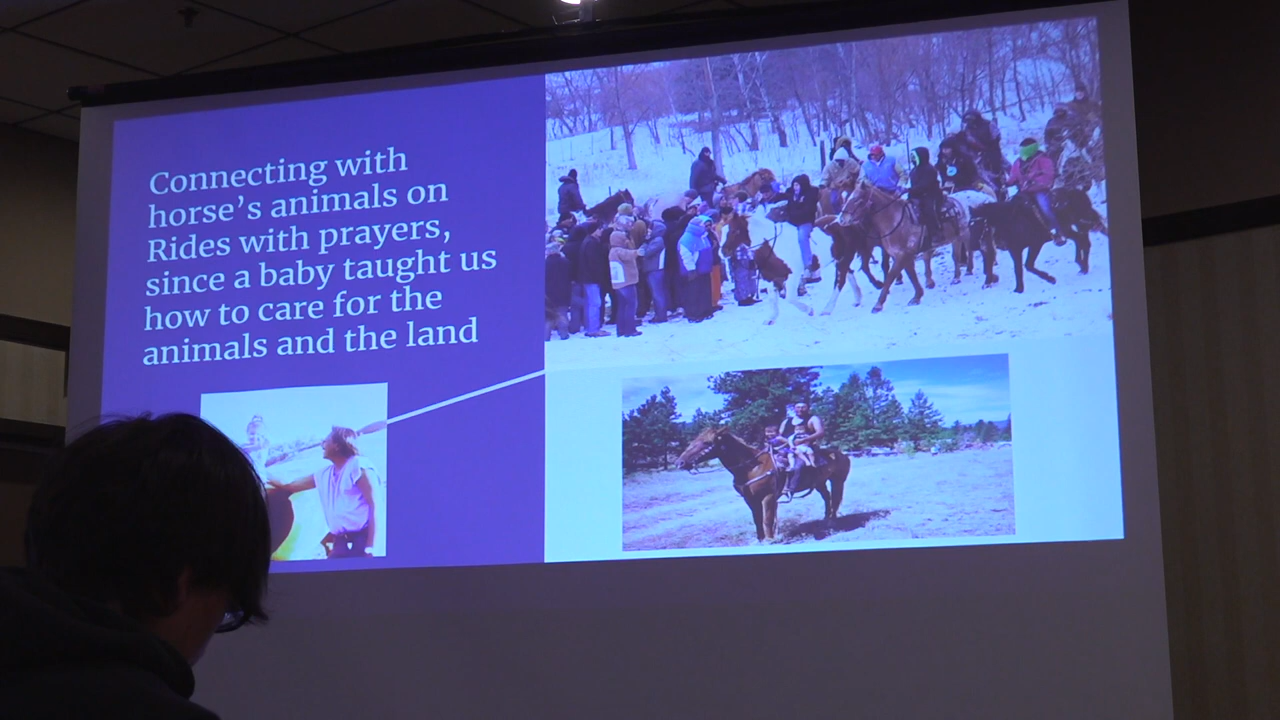 Connecting with
horse's animals on
Rides with prayers,
since a baby taught us
how to care for the
animals and the land